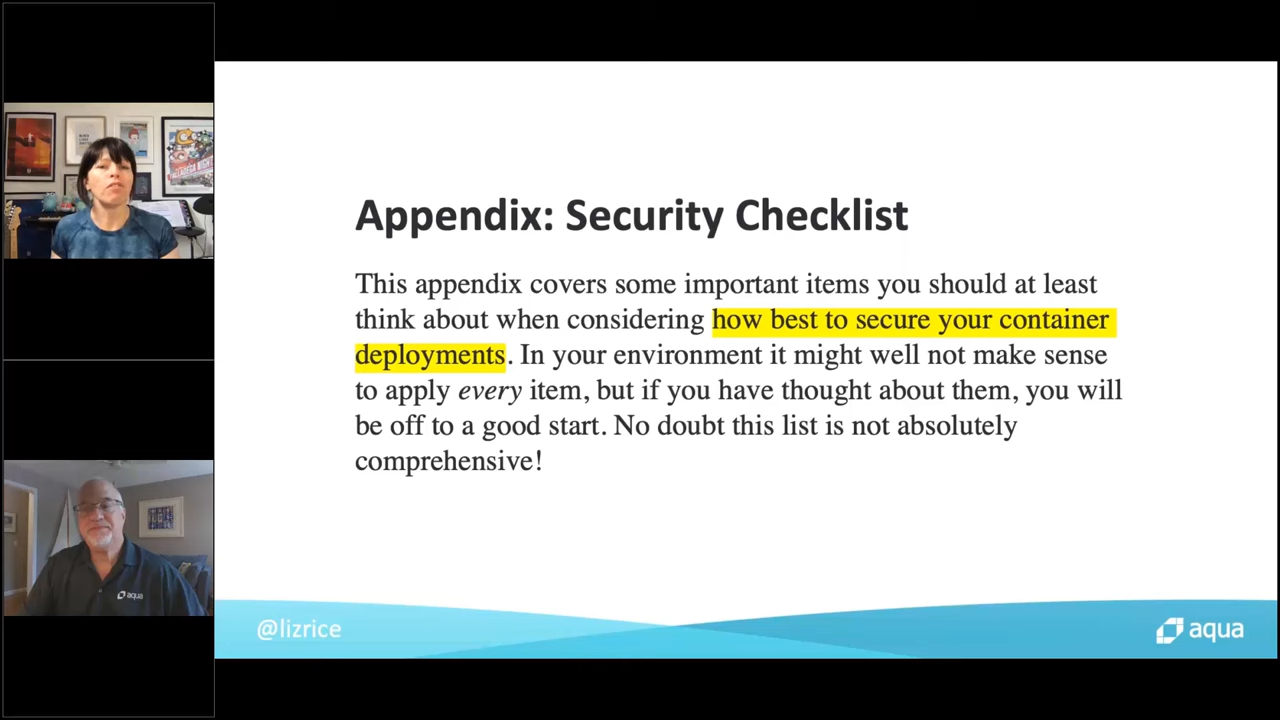 Appendix: Security Checklist
This appendix covers some important items you should at least
think about when considering how best to secure your container
deployments. In your environment it might well not make sense
to apply every item, but if you have thought about them, you will
be off to a good start. No doubt this list is not absolutely
comprehensive!
@lizrice
aqua
aqua